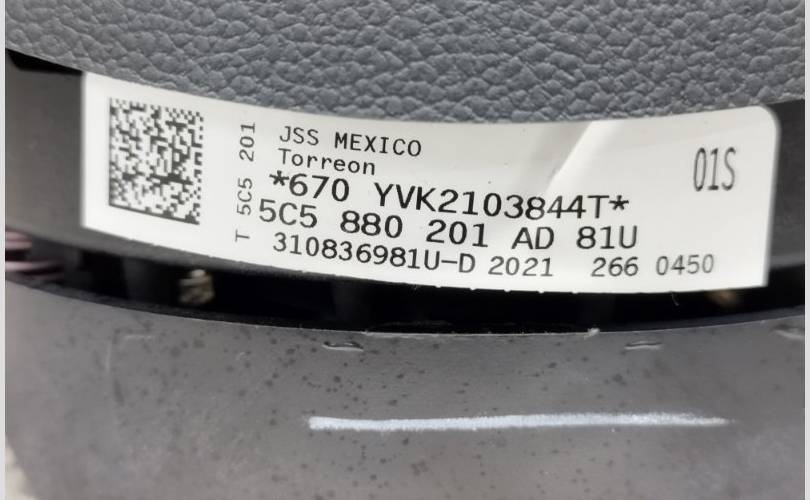 JSS MEXICO
Torreon
*670 YVK2103844T*
5C5 880 201 AD 81U
310836981U-D 2021 266 0450
01S
T 5C5 201